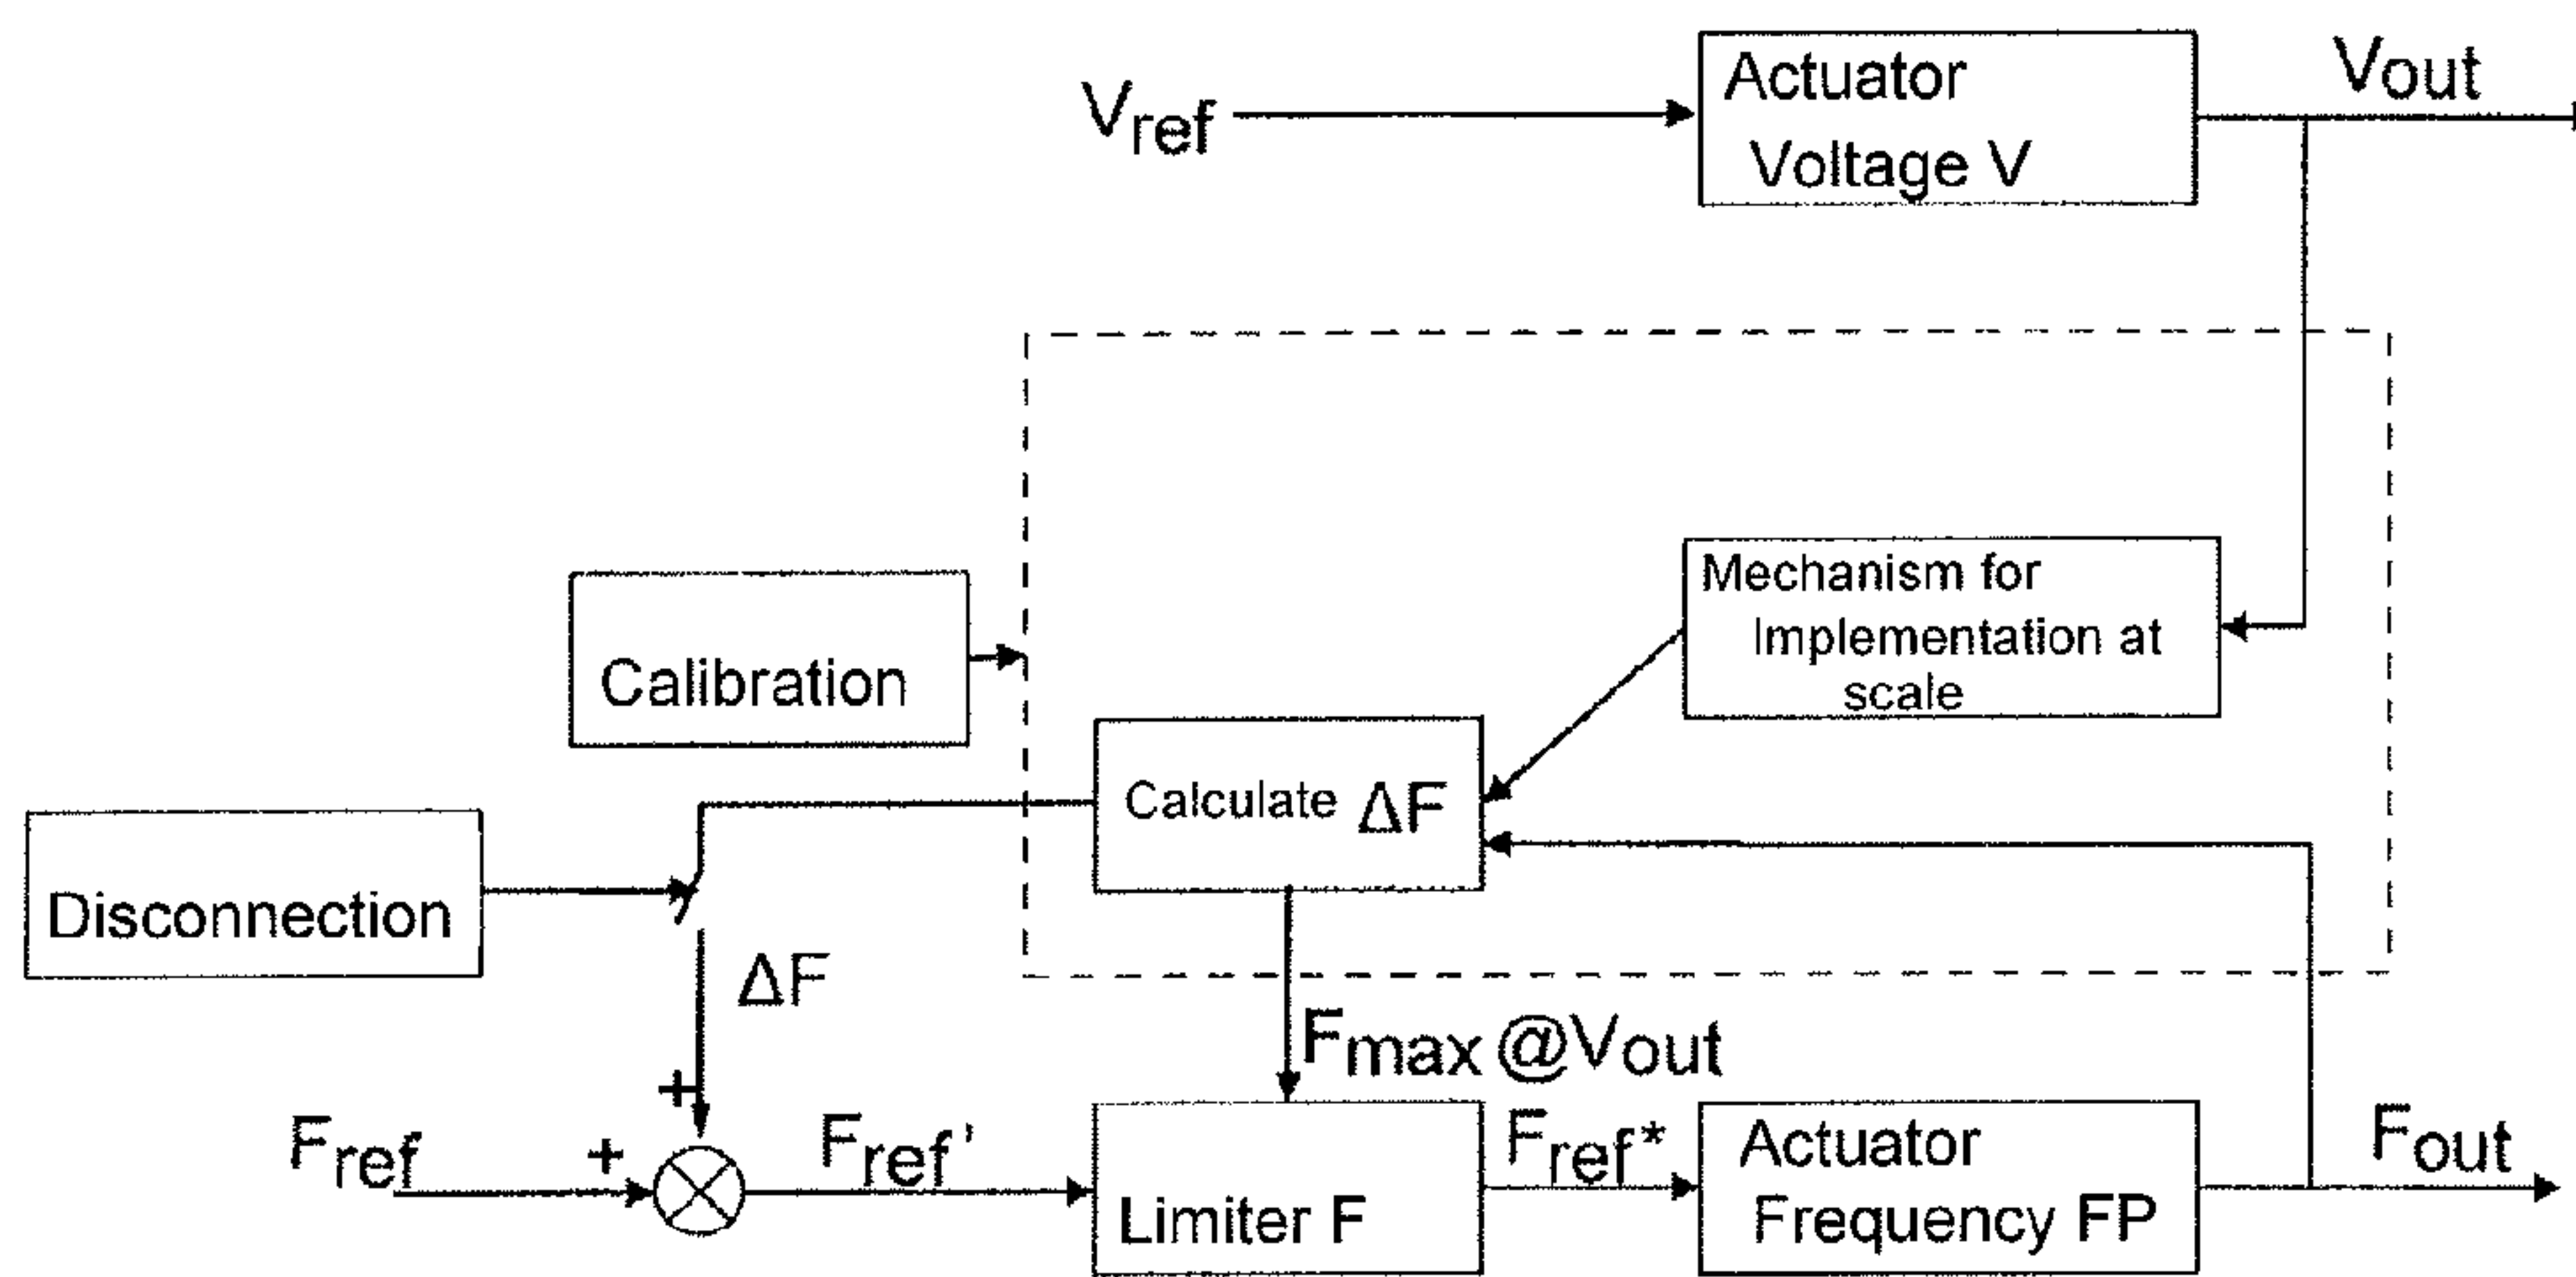 Vref
Actuator
Voltage V
Vout
Mechanism for
Implementation at
scale
Calibration
Calculate ΔF
Disconnection
ΔF
Fmax @Vout
+
Fref
+
Fref'
Limiter F
Fref*
Actuator
Frequency FP
Fout